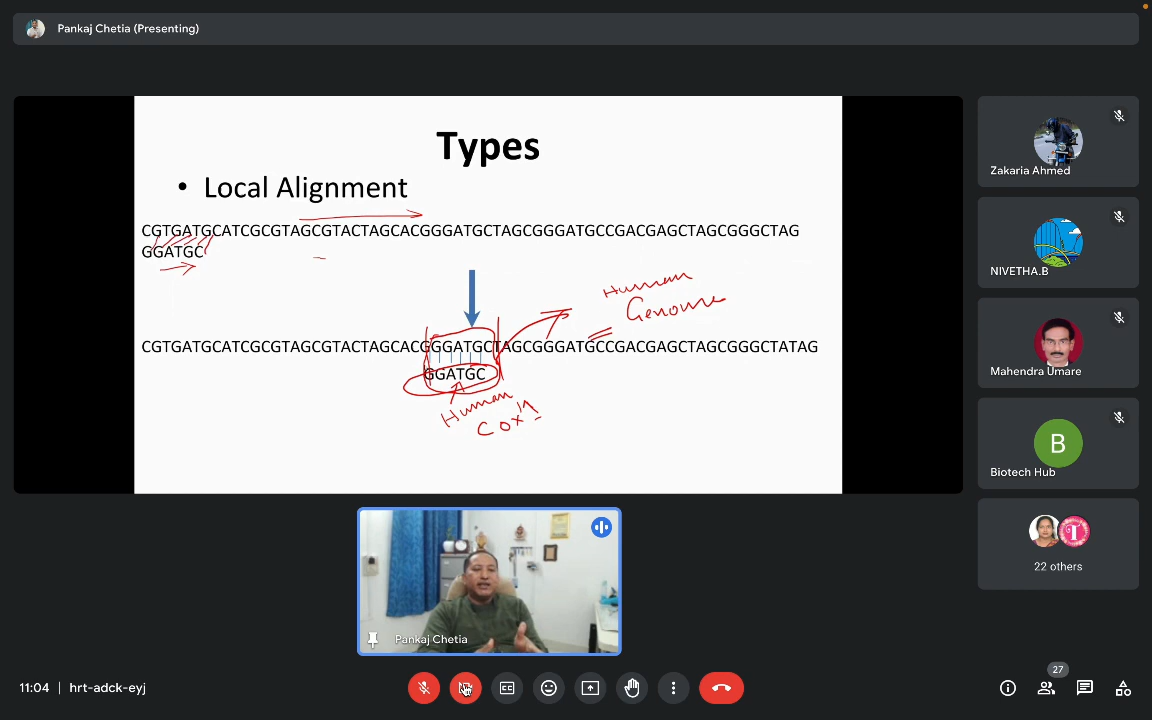 Pankaj Chetia (Presenting)
Types
• Local Alignment
CGTGATGCATCGCGTAGCGTACTAGCACGGGATGCTAGCGGGATGCCGACGAGCTAGCGGGCTAG
GGATGC
Human
Genome
CGTGATGCATCGCGTAGCGTACTAGCACGGGATGCTAGCGGGATGCCGACGAGCTAGCGGGCTATAG
GGATGC
Human
Cox1
Zakaria Ahmed
NIVETHA.B
Mahendra Umare
B
Biotech Hub
22 others
Pankaj Chetia
11:04 | hrt-adck-eyj
CC
27